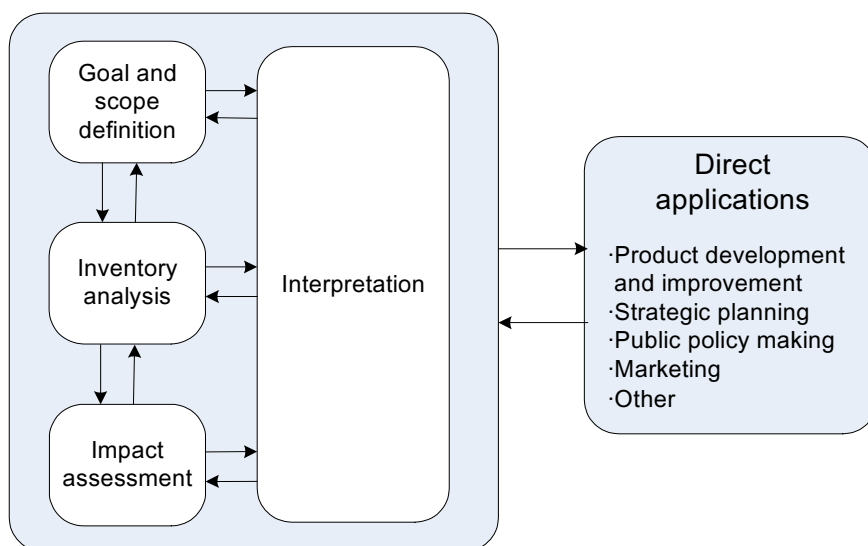 Goal and
scope
definition
Inventory
analysis
Impact
assessment
Interpretation
Direct
applications
·Product development
and improvement
·Strategic planning
·Public policy making
·Marketing
·Other